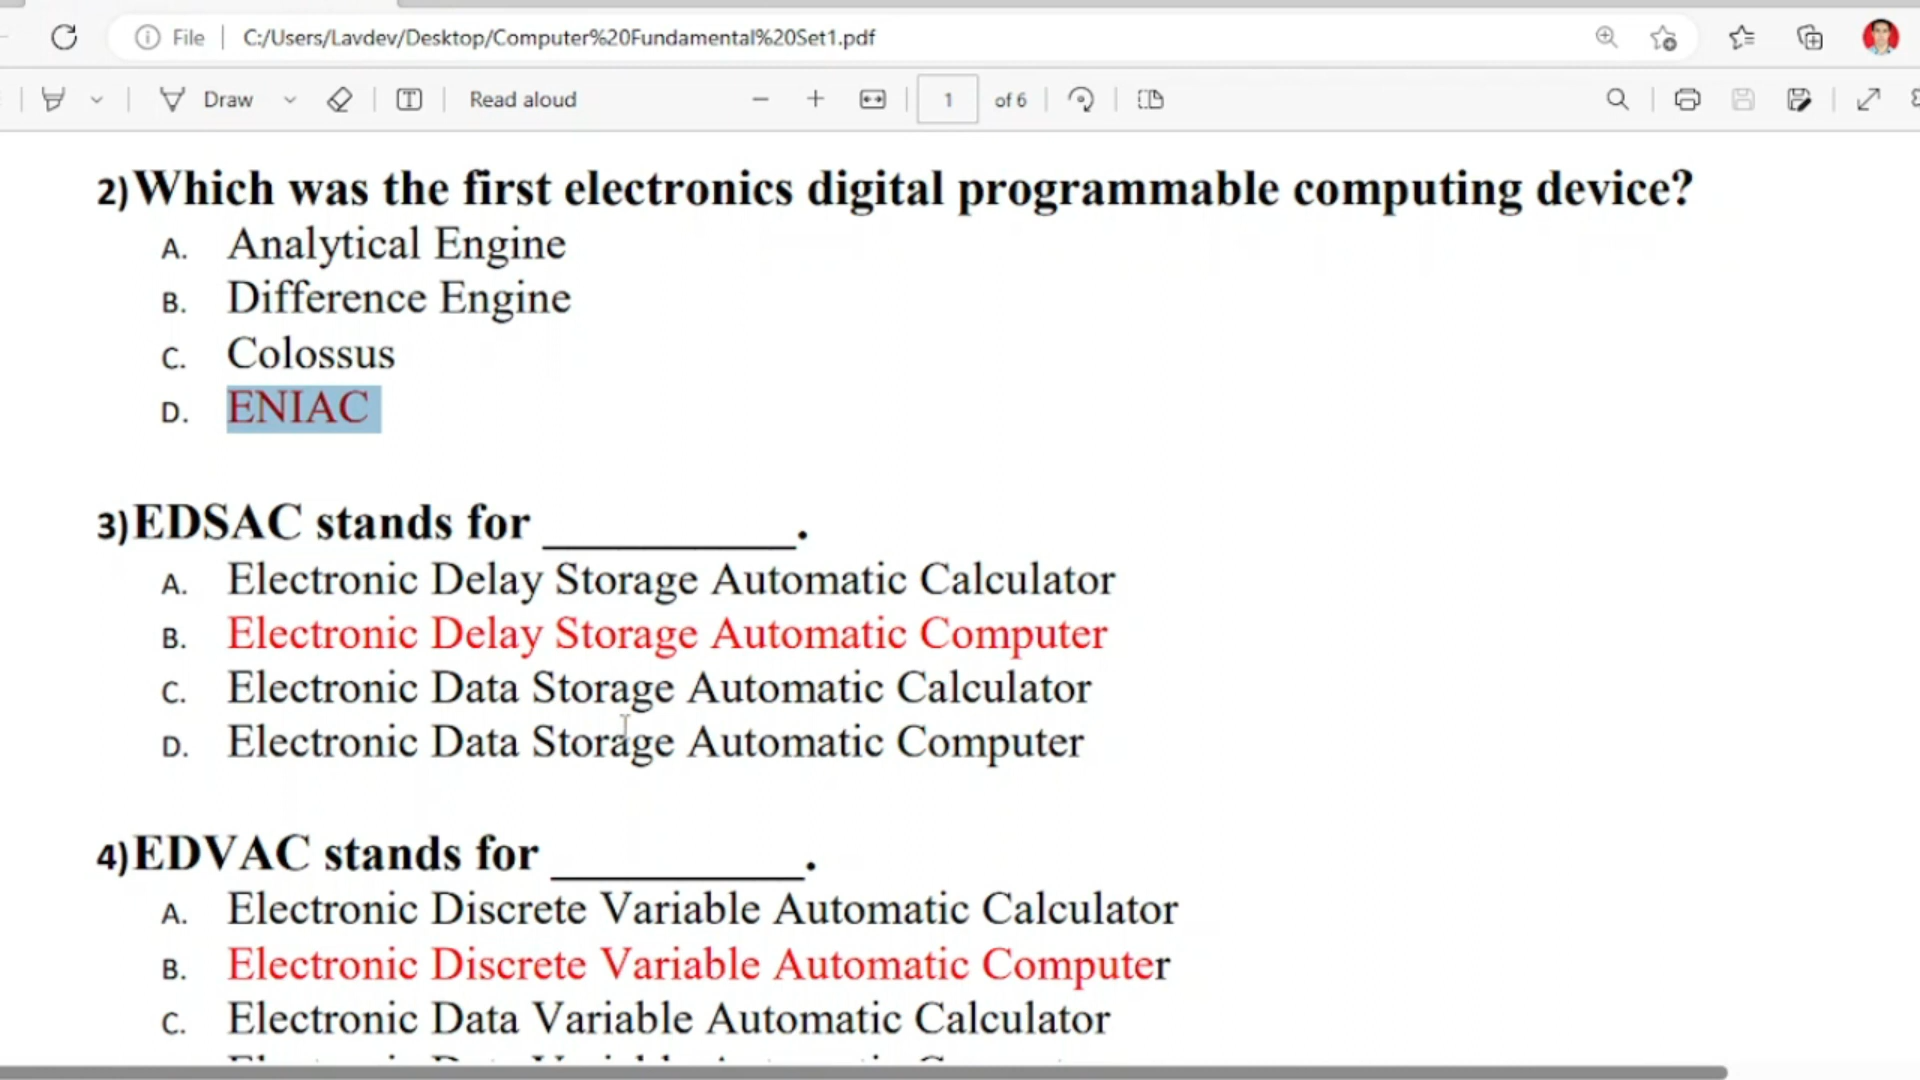 File C:/Users/Lavdev/Desktop/Computer%20Fundamental%20Set1.pdf
Draw Read aloud 1 of 6
2) Which was the first electronics digital programmable computing device?
A. Analytical Engine
B. Difference Engine
C. Colossus
D. ENIAC
3) EDSAC stands for __________.
A. Electronic Delay Storage Automatic Calculator
B. Electronic Delay Storage Automatic Computer
C. Electronic Data Storage Automatic Calculator
D. Electronic Data Storage Automatic Computer
4) EDVAC stands for __________.
A. Electronic Discrete Variable Automatic Calculator
B. Electronic Discrete Variable Automatic Computer
C. Electronic Data Variable Automatic Calculator